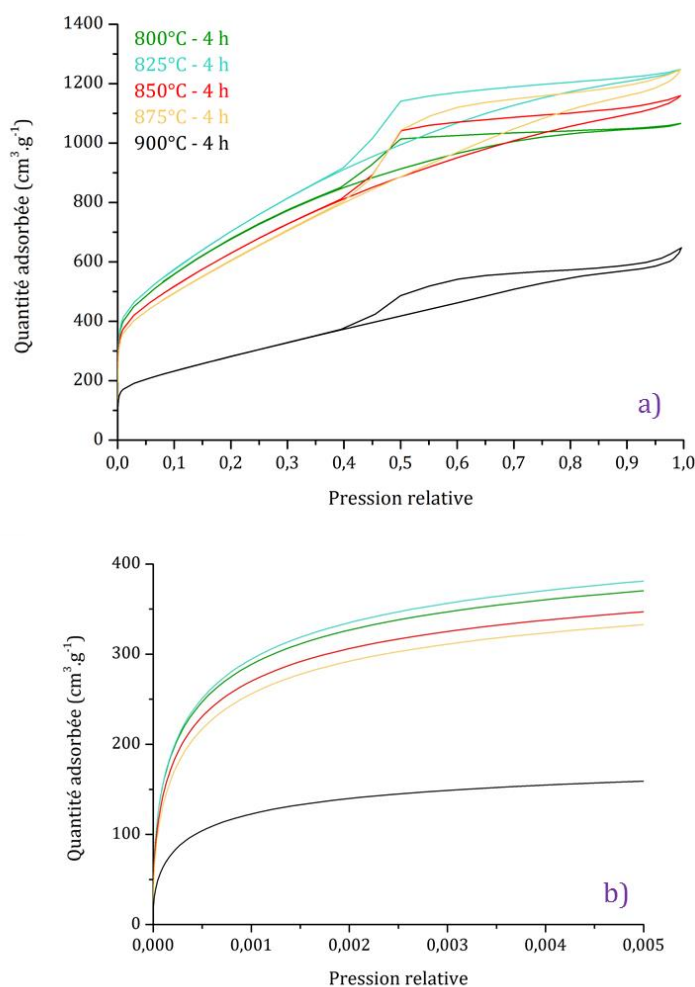 1400
1200
1000
800
600
400
200
0
Quantité adsorbée (cm³.g⁻¹)
800°C - 4 h
825°C - 4 h
850°C - 4 h
875°C - 4 h
900°C - 4 h
a)
0,0 0,1 0,2 0,3 0,4 0,5 0,6 0,7 0,8 0,9 1,0
Pression relative
400
300
200
100
0
Quantité adsorbée (cm³.g⁻¹)
b)
0,000 0,001 0,002 0,003 0,004 0,005
Pression relative